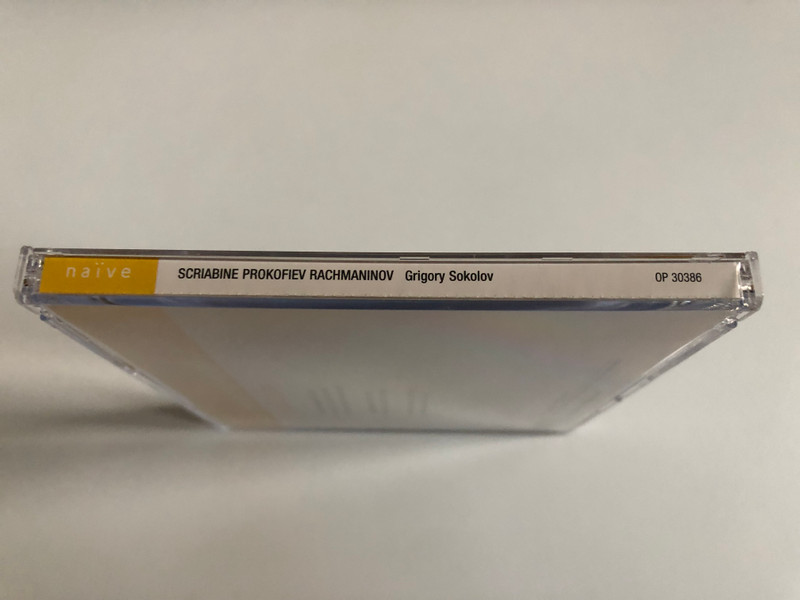 naïve SCRIABINE PROKOFIEV RACHMANINOV Grigory Sokolov OP 30386